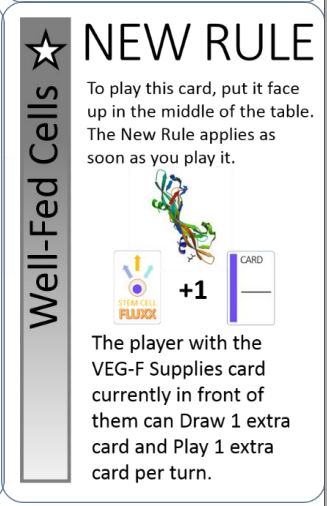 Well-Fed Cells
NEW RULE
To play this card, put it face
up in the middle of the table.
The New Rule applies as
soon as you play it.
STEM CELL
FLUXX
+1
CARD
The player with the
VEG-F Supplies card
currently in front of
them can Draw 1 extra
card and Play 1 extra
card per turn.